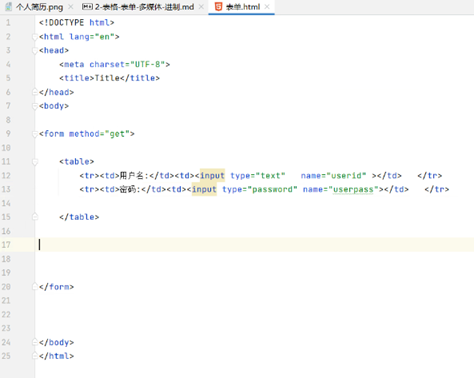 个人简历.png × 2-表格-表单-多媒体-进制.md × 表单.html ×
1 <!DOCTYPE html>
2 <html lang="en">
3 <head>
4 <meta charset="UTF-8">
5 <title>Title</title>
6 </head>
7 <body>
8
9 <form method="get">
10
11 <table>
12 <tr><td>用户名:</td><td><input type="text" name="userid" ></td> </tr>
13 <tr><td>密码:</td><td><input type="password" name="userpass"></td> </tr>
14
15 </table>
16
17
18
19
20 </form>
21
22
23
24 </body>
25 </html>